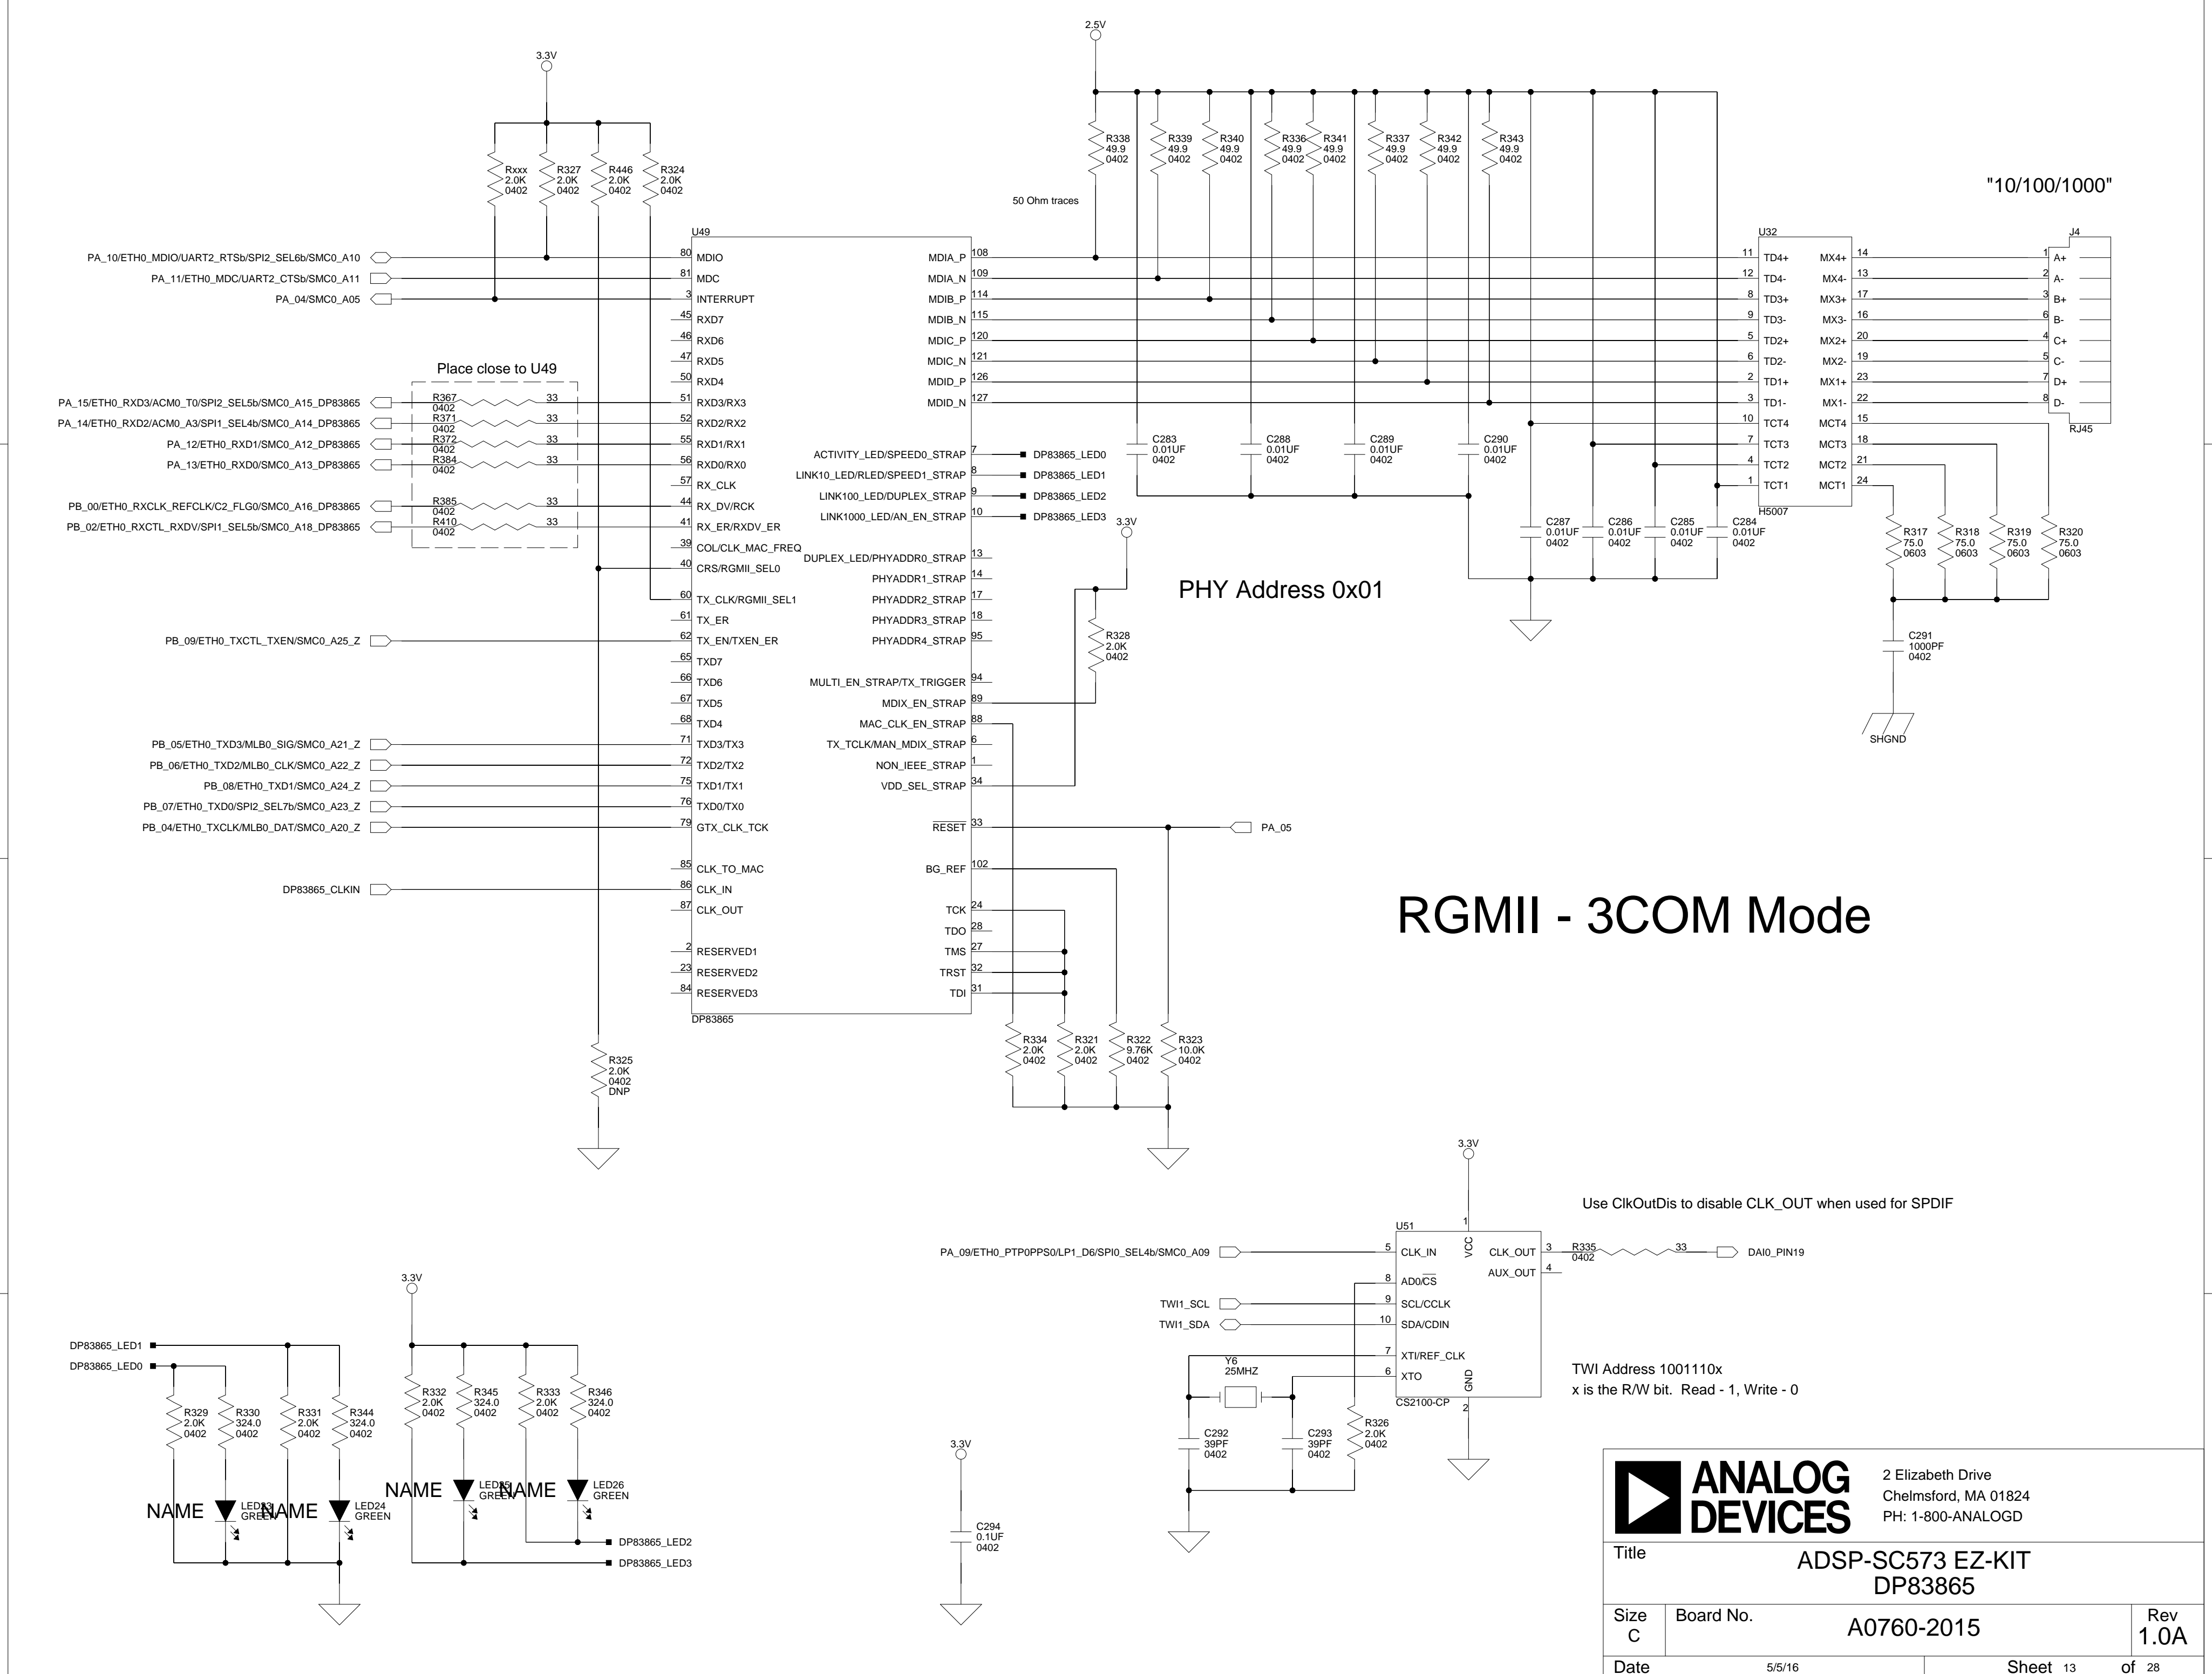 2.5V
3.3V
Rxxx
2.0K
0402
R327
2.0K
0402
R446
2.0K
0402
R324
2.0K
0402
R338
49.9
0402
R339
49.9
0402
R340
49.9
0402
R336
49.9
0402
R341
49.9
0402
R337
49.9
0402
R342
49.9
0402
R343
49.9
0402
50 Ohm traces
"10/100/1000"
PA_10/ETH0_MDIO/UART2_RTSb/SPI2_SEL6b/SMC0_A10
PA_11/ETH0_MDC/UART2_CTSb/SMC0_A11
PA_04/SMC0_A05
Place close to U49
PA_15/ETH0_RXD3/ACM0_T0/SPI2_SEL5b/SMC0_A15_DP83865
R367 33
0402
PA_14/ETH0_RXD2/ACM0_A3/SPI1_SEL4b/SMC0_A14_DP83865
R371 33
0402
PA_12/ETH0_RXD1/SMC0_A12_DP83865
R372 33
0402
PA_13/ETH0_RXD0/SMC0_A13_DP83865
R384 33
0402
PB_00/ETH0_RXCLK_REFCLK/C2_FLG0/SMC0_A16_DP83865
R385 33
0402
PB_02/ETH0_RXCTL_RXDV/SPI1_SEL5b/SMC0_A18_DP83865
R410 33
0402
PB_09/ETH0_TXCTL_TXEN/SMC0_A25_Z
PB_05/ETH0_TXD3/MLB0_SIG/SMC0_A21_Z
PB_06/ETH0_TXD2/MLB0_CLK/SMC0_A22_Z
PB_08/ETH0_TXD1/SMC0_A24_Z
PB_07/ETH0_TXD0/SPI2_SEL7b/SMC0_A23_Z
PB_04/ETH0_TXCLK/MLB0_DAT/SMC0_A20_Z
DP83865_CLKIN
U49
80 MDIO
81 MDC
3 INTERRUPT
45 RXD7
46 RXD6
47 RXD5
50 RXD4
51 RXD3/RX3
52 RXD2/RX2
55 RXD1/RX1
56 RXD0/RX0
57 RX_CLK
44 RX_DV/RCK
41 RX_ER/RXDV_ER
39 COL/CLK_MAC_FREQ
40 CRS/RGMII_SEL0
60 TX_CLK/RGMII_SEL1
61 TX_ER
62 TX_EN/TXEN_ER
65 TXD7
66 TXD6
67 TXD5
68 TXD4
71 TXD3/TX3
72 TXD2/TX2
75 TXD1/TX1
76 TXD0/TX0
79 GTX_CLK_TCK
85 CLK_TO_MAC
86 CLK_IN
87 CLK_OUT
2 RESERVED1
23 RESERVED2
84 RESERVED3
DP83865
MDIA_P 108
MDIA_N 109
MDIB_P 114
MDIB_N 115
MDIC_P 120
MDIC_N 121
MDID_P 126
MDID_N 127
ACTIVITY_LED/SPEED0_STRAP 7 DP83865_LED0
LINK10_LED/RLED/SPEED1_STRAP 8 DP83865_LED1
LINK100_LED/DUPLEX_STRAP 9 DP83865_LED2
LINK1000_LED/AN_EN_STRAP 10 DP83865_LED3
DUPLEX_LED/PHYADDR0_STRAP 13
PHYADDR1_STRAP 14
PHYADDR2_STRAP 17
PHYADDR3_STRAP 18
PHYADDR4_STRAP 95
MULTI_EN_STRAP/TX_TRIGGER 94
MDIX_EN_STRAP 89
MAC_CLK_EN_STRAP 88
TX_TCLK/MAN_MDIX_STRAP 6
NON_IEEE_STRAP 1
VDD_SEL_STRAP 34
RESET 33
PA_05
BG_REF 102
TCK 24
TDO 28
TMS 27
TRST 32
TDI 31
3.3V
R328
2.0K
0402
PHY Address 0x01
C283
0.01UF
0402
C288
0.01UF
0402
C289
0.01UF
0402
C290
0.01UF
0402
C287
0.01UF
0402
C286
0.01UF
0402
C285
0.01UF
0402
C284
0.01UF
0402
U32
11 TD4+ MX4+ 14
12 TD4- MX4- 13
8 TD3+ MX3+ 17
9 TD3- MX3- 16
5 TD2+ MX2+ 20
6 TD2- MX2- 19
2 TD1+ MX1+ 23
3 TD1- MX1- 22
10 TCT4 MCT4 15
7 TCT3 MCT3 18
4 TCT2 MCT2 21
1 TCT1 MCT1 24
H5007
J4
1 A+
2 A-
3 B+
6 B-
4 C+
5 C-
7 D+
8 D-
RJ45
R317
75.0
0603
R318
75.0
0603
R319
75.0
0603
R320
75.0
0603
C291
1000PF
0402
SHGND
RGMII - 3COM Mode
R325
2.0K
0402
DNP
R334
2.0K
0402
R321
2.0K
0402
R322
9.76K
0402
R323
10.0K
0402
3.3V
Use ClkOutDis to disable CLK_OUT when used for SPDIF
U51
1 VCC
PA_09/ETH0_PTP0PPS0/LP1_D6/SPI0_SEL4b/SMC0_A09
5 CLK_IN
CLK_OUT 3
R335 33
0402
DAI0_PIN19
AUX_OUT 4
8 AD0/CS
TWI1_SCL
9 SCL/CCLK
TWI1_SDA
10 SDA/CDIN
7 XTI/REF_CLK
6 XTO
GND 2
CS2100-CP
Y6
25MHZ
C292
39PF
0402
C293
39PF
0402
R326
2.0K
0402
TWI Address 1001110x
x is the R/W bit. Read - 1, Write - 0
DP83865_LED1
DP83865_LED0
R329
2.0K
0402
R330
324.0
0402
R331
2.0K
0402
R344
324.0
0402
NAME
LED23
GREEN
NAME
LED24
GREEN
3.3V
R332
2.0K
0402
R345
324.0
0402
R333
2.0K
0402
R346
324.0
0402
NAME
LED25
GREEN
NAME
LED26
GREEN
DP83865_LED2
DP83865_LED3
3.3V
C294
0.1UF
0402
ANALOG
DEVICES
2 Elizabeth Drive
Chelmsford, MA 01824
PH: 1-800-ANALOGD
Title
ADSP-SC573 EZ-KIT
DP83865
Size
C
Board No.
A0760-2015
Rev
1.0A
Date 5/5/16
Sheet 13 of 28